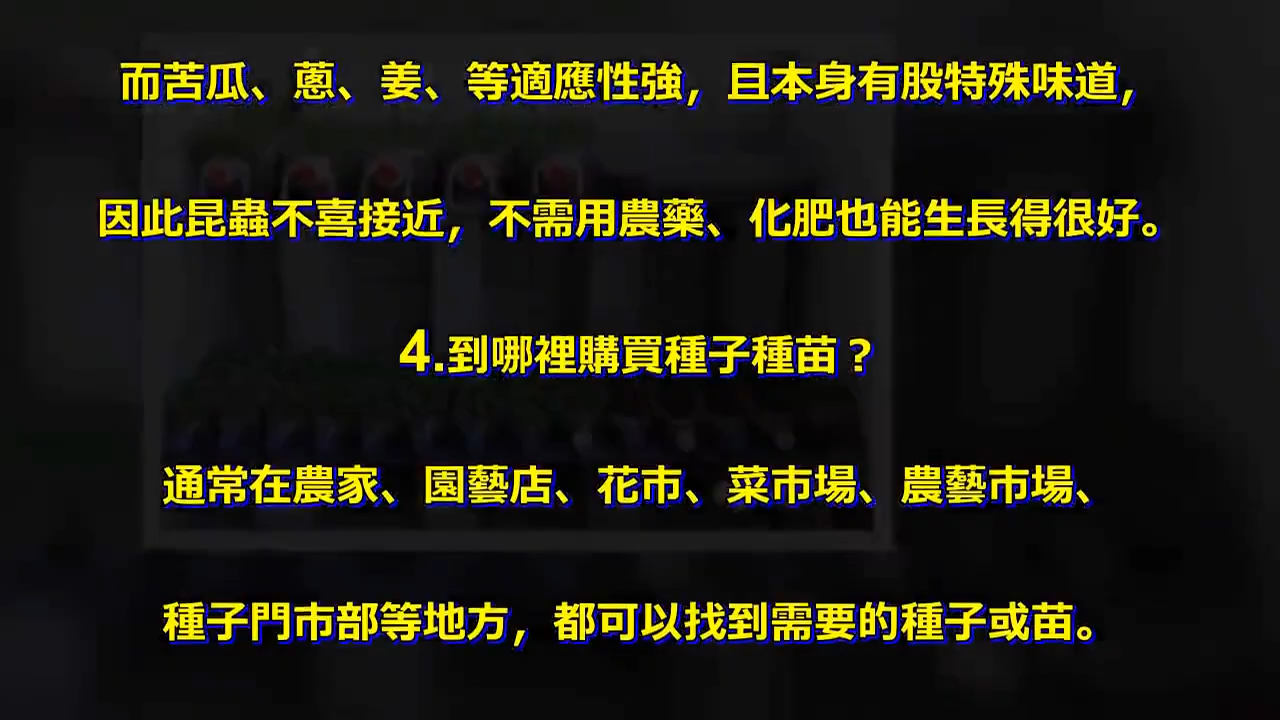 而苦瓜、蔥、姜、等適應性強，且本身有股特殊味道，
因此昆蟲不喜接近，不需用農藥、化肥也能生長得很好。
4.到哪裡購買種子種苗？
通常在農家、園藝店、花市、菜市場、農藝市場、
種子門市部等地方，都可以找到需要的種子或苗。